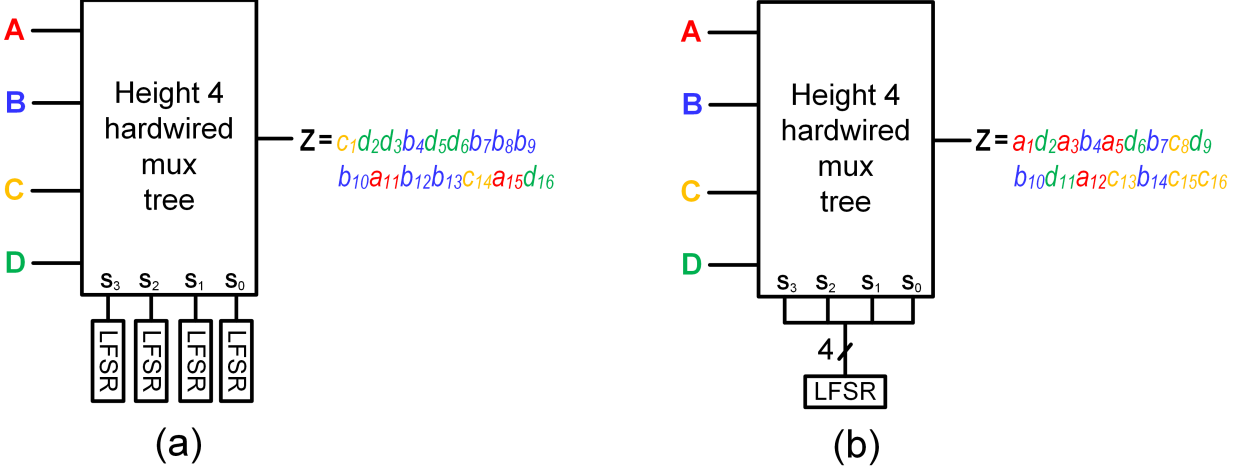 A
B
C
D
Height 4
hardwired
mux
tree
S₃ S₂ S₁ S₀
LFSR LFSR LFSR LFSR
Z = c₁d₂d₃b₄d₅d₆b₇b₈b₉
b₁₀a₁₁b₁₂b₁₃c₁₄a₁₅d₁₆
(a)
A
B
C
D
Height 4
hardwired
mux
tree
S₃ S₂ S₁ S₀
4
LFSR
Z = a₁d₂a₃b₄a₅d₆b₇c₈d₉
b₁₀d₁₁a₁₂c₁₃b₁₄c₁₅c₁₆
(b)